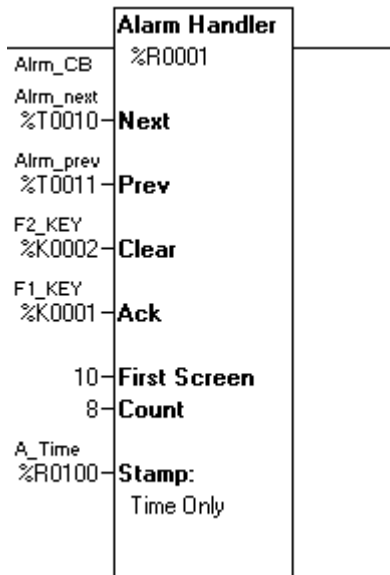 Alarm Handler
Alrm_CB %R0001
Alrm_next
%T0010 Next
Alrm_prev
%T0011 Prev
F2_KEY
%K0002 Clear
F1_KEY
%K0001 Ack
10 First Screen
8 Count
A_Time
%R0100 Stamp:
Time Only